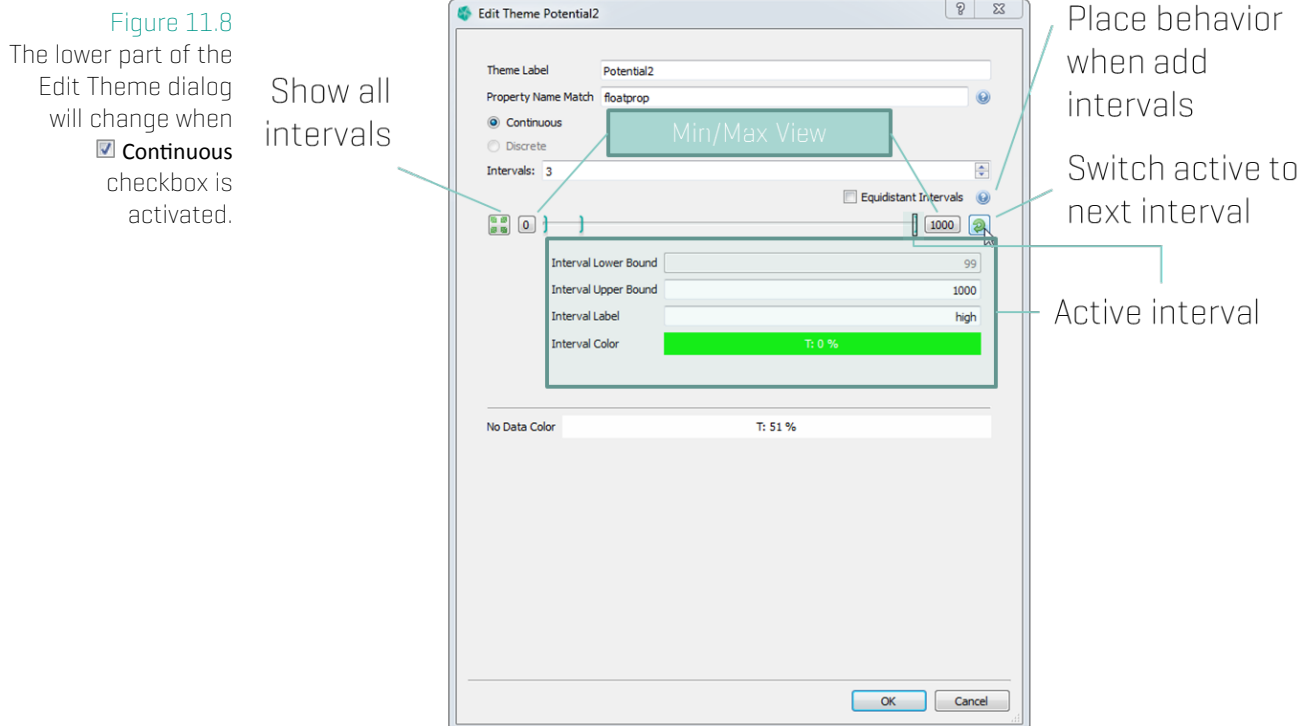 Figure 11.8
The lower part of the
Edit Theme dialog
will change when
Continuous
checkbox is
activated.
Show all
intervals
Edit Theme Potential2
Theme Label
Potential2
Property Name Match
floatprop
Continuous
Discrete
Min/Max View
Intervals: 3
Equidistant Intervals
0
1000
Interval Lower Bound
99
Interval Upper Bound
1000
Interval Label
high
Interval Color
T: 0 %
No Data Color
T: 51 %
OK
Cancel
Place behavior
when add
intervals
Switch active to
next interval
Active interval